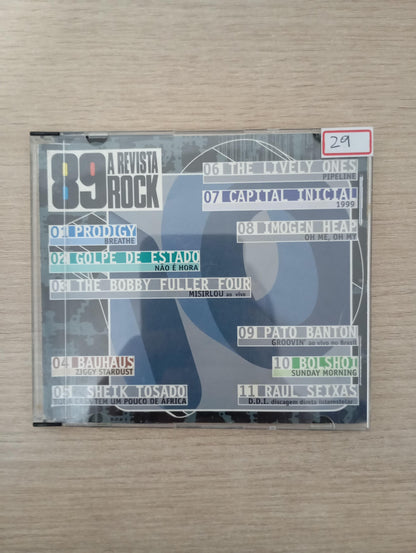 89
A REVISTA
ROCK
29
01 PRODIGY
BREATHE
02 GOLPE DE ESTADO
NÃO É HORA
03 THE BOBBY FULLER FOUR
MISIRLOU ao vivo
04 BAUHAUS
ZIGGY STARDUST
05 SHEIK TOSADO
TODA CASA TEM UM POUCO DE ÁFRICA
06 THE LIVELY ONES
PIPELINE
07 CAPITAL INICIAL
1999
08 IMOGEN HEAP
OH ME, OH MY
09 PATO BANTON
GROOVIN' ao vivo no Brasil
10 BOLSHOI
SUNDAY MORNING
11 RAUL SEIXAS
D.D.I. discagem direta interestelar